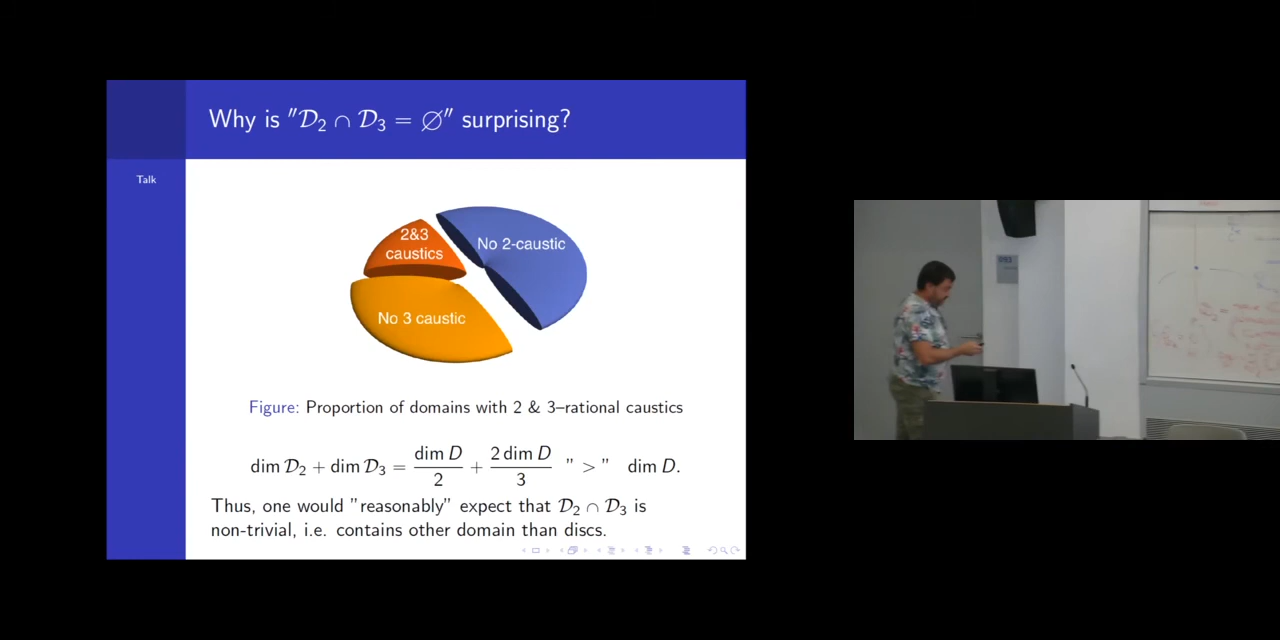 Why is "𝒟₂ ∩ 𝒟₃ = ∅" surprising?
Talk
2&3
caustics
No 2-caustic
No 3 caustic
Figure: Proportion of domains with 2 & 3–rational caustics
dim 𝒟₂ + dim 𝒟₃ = dim D / 2 + 2 dim D / 3 " > " dim D.
Thus, one would "reasonably" expect that 𝒟₂ ∩ 𝒟₃ is
non-trivial, i.e. contains other domain than discs.